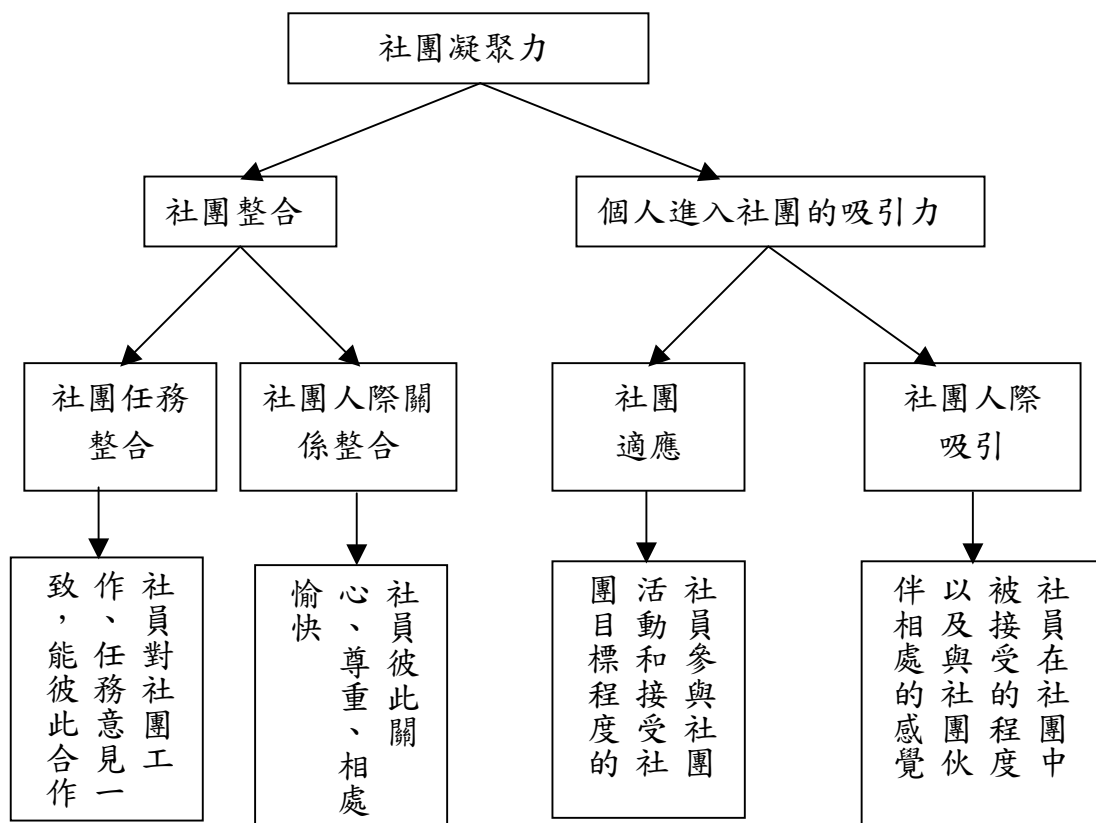 社團凝聚力
社團整合
個人進入社團的吸引力
社團任務
整合
社團人際關
係整合
社團
適應
社團人際
吸引
社員對社團工
作、任務意見一
致，能彼此合作
社員彼此關
心、尊重、相處
愉快
社員參與社團
活動和接受社
團目標程度的
社員在社團中
被接受的程度
以及與社團伙
伴相處的感覺